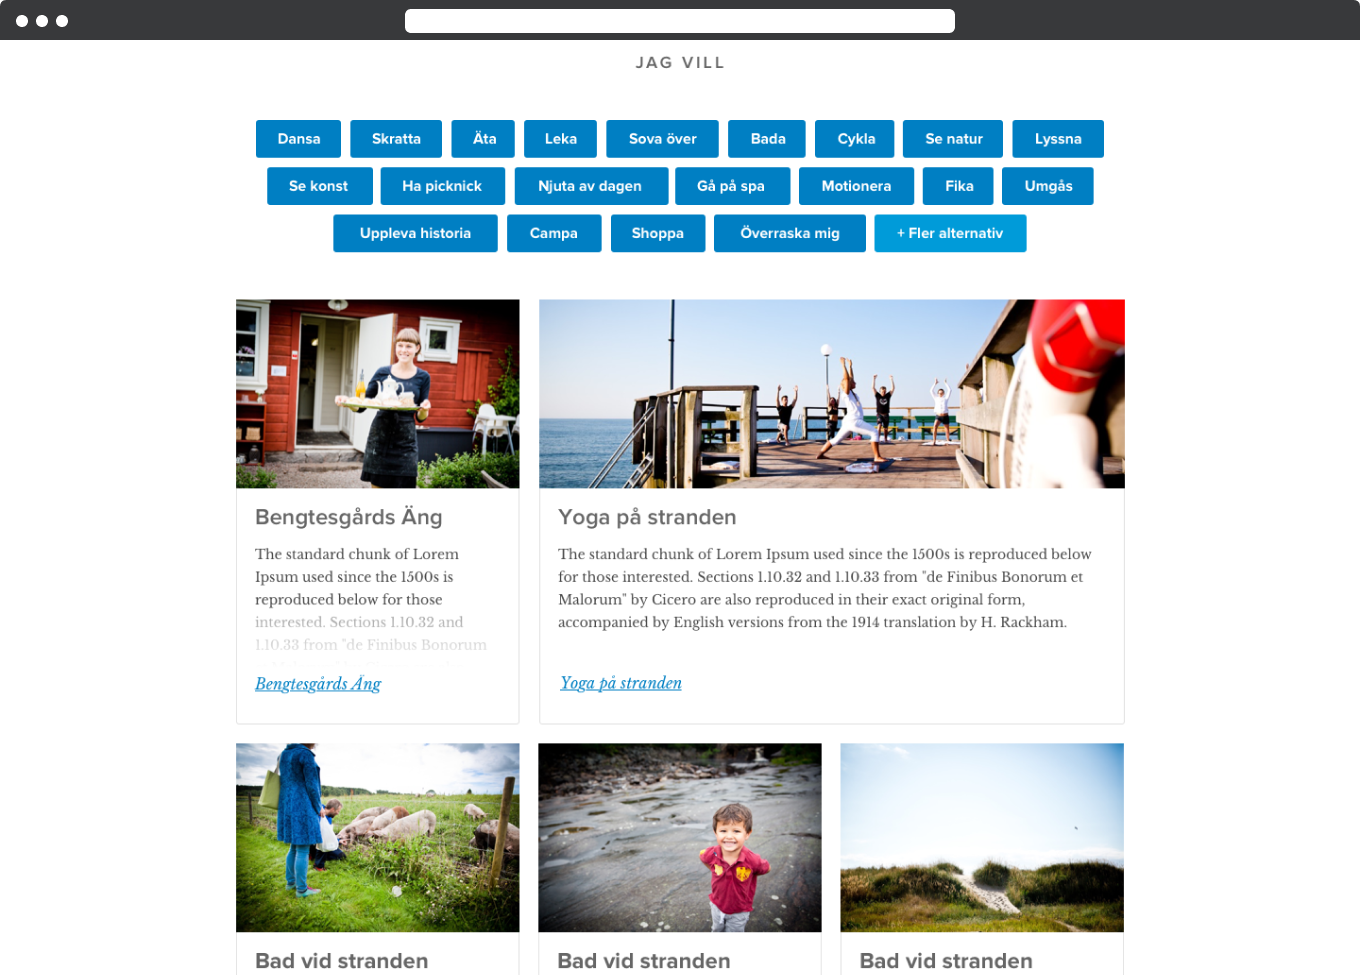 JAG VILL
Dansa Skratta Äta Leka Sova över Bada Cykla Se natur Lyssna
Se konst Ha picknick Njuta av dagen Gå på spa Motionera Fika Umgås
Uppleva historia Campa Shoppa Överraska mig + Fler alternativ
Bengtesgårds Äng
The standard chunk of Lorem
Ipsum used since the 1500s is
reproduced below for those
interested. Sections 1.10.32 and
1.10.33 from "de Finibus Bonorum
Bengtesgårds Äng
Yoga på stranden
The standard chunk of Lorem Ipsum used since the 1500s is reproduced below
for those interested. Sections 1.10.32 and 1.10.33 from "de Finibus Bonorum et
Malorum" by Cicero are also reproduced in their exact original form,
accompanied by English versions from the 1914 translation by H. Rackham.
Yoga på stranden
Bad vid stranden
Bad vid stranden
Bad vid stranden